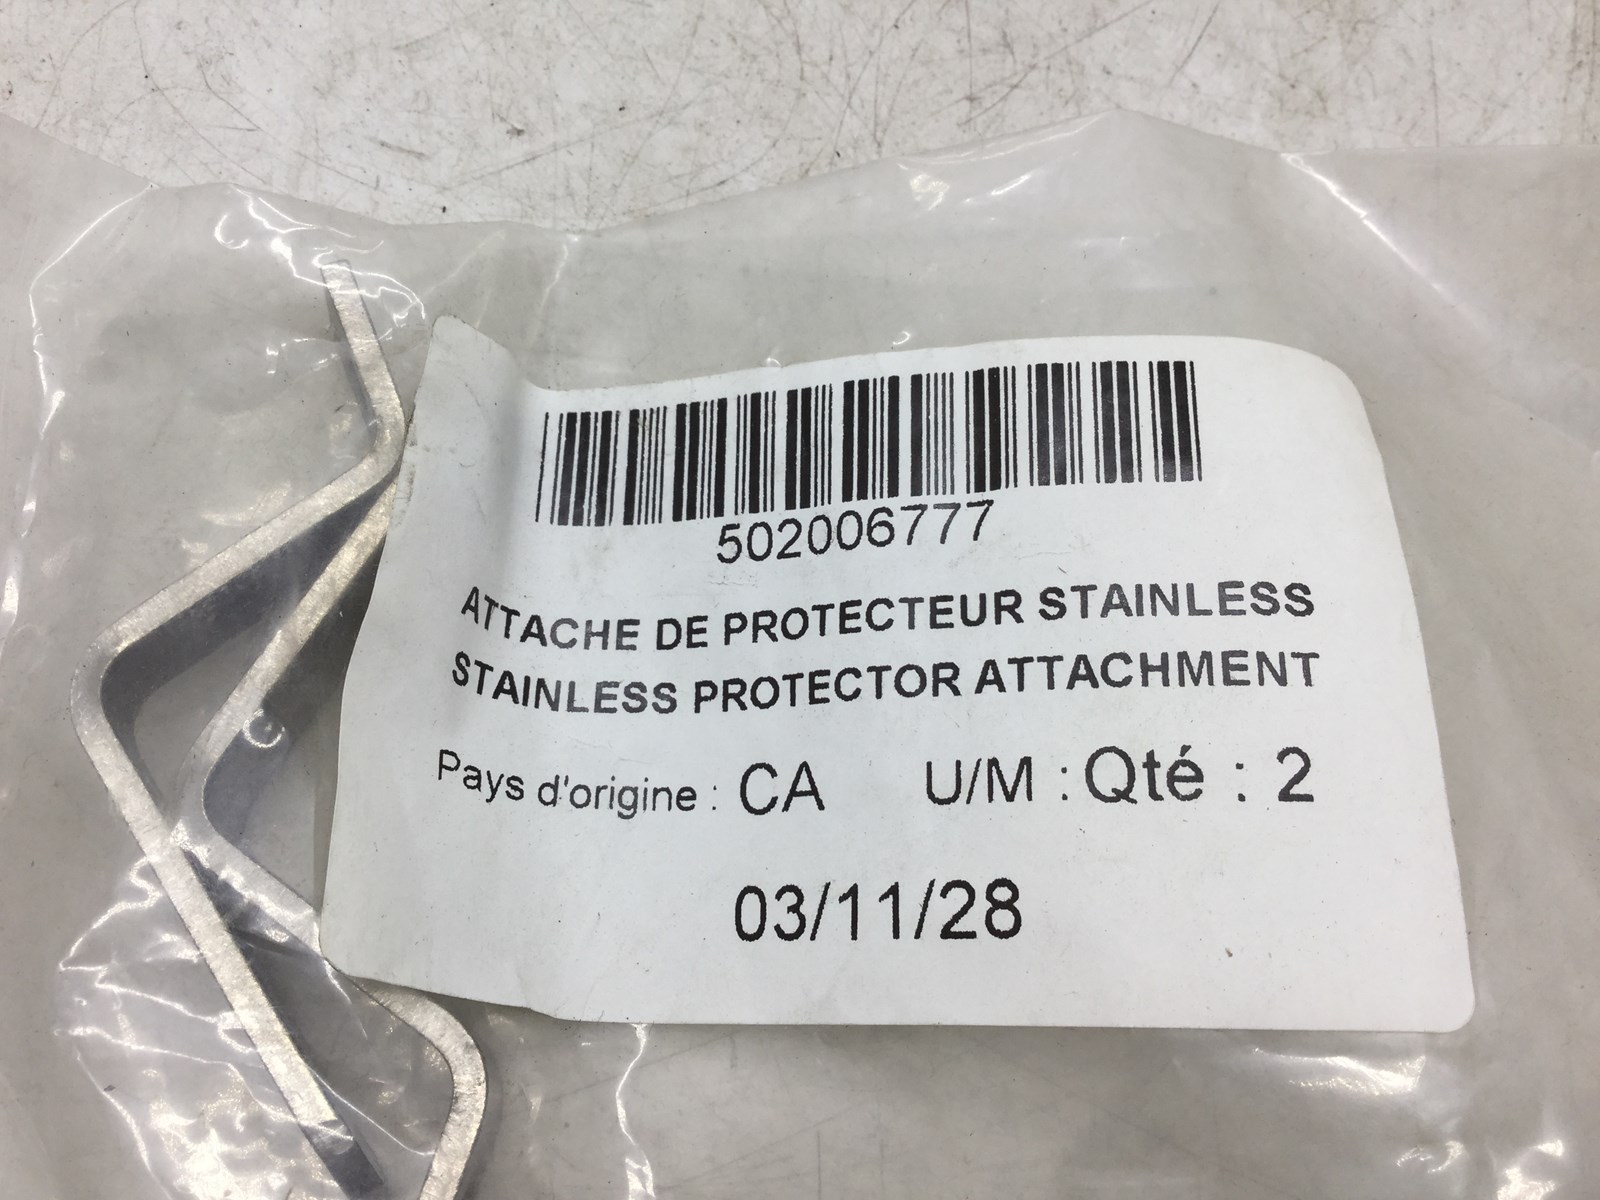 502006777
ATTACHE DE PROTECTEUR STAINLESS
STAINLESS PROTECTOR ATTACHMENT
Pays d'origine : CA U/M : Qté : 2
03/11/28